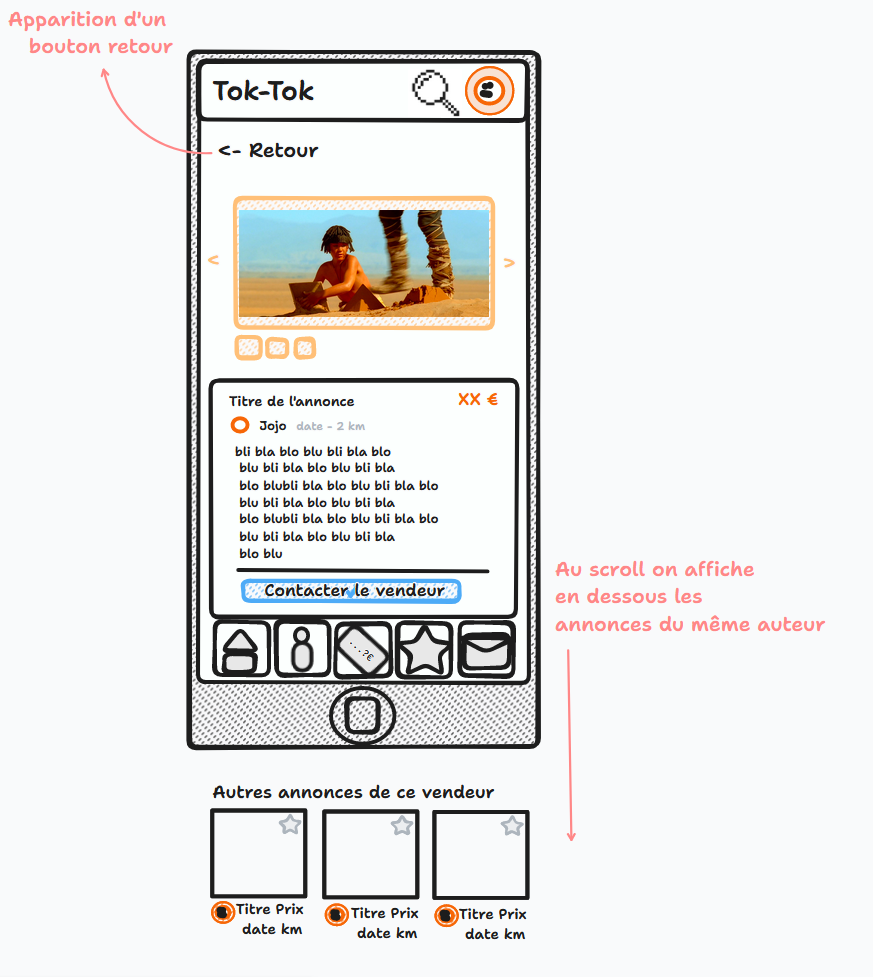 Apparition d'un
bouton retour
Tok-Tok
<- Retour
<
>
Titre de l'annonce
XX €
Jojo date - 2 km
bli bla blo blu bli bla blo
blu bli bla blo blu bli bla
blo blubli bla blo blu bli bla blo
blu bli bla blo blu bli bla
blo blubli bla blo blu bli bla blo
blu bli bla blo blu bli bla
blo blu
Contacter le vendeur
...?€
Au scroll on affiche
en dessous les
annonces du même auteur
Autres annonces de ce vendeur
Titre Prix
date km
Titre Prix
date km
Titre Prix
date km